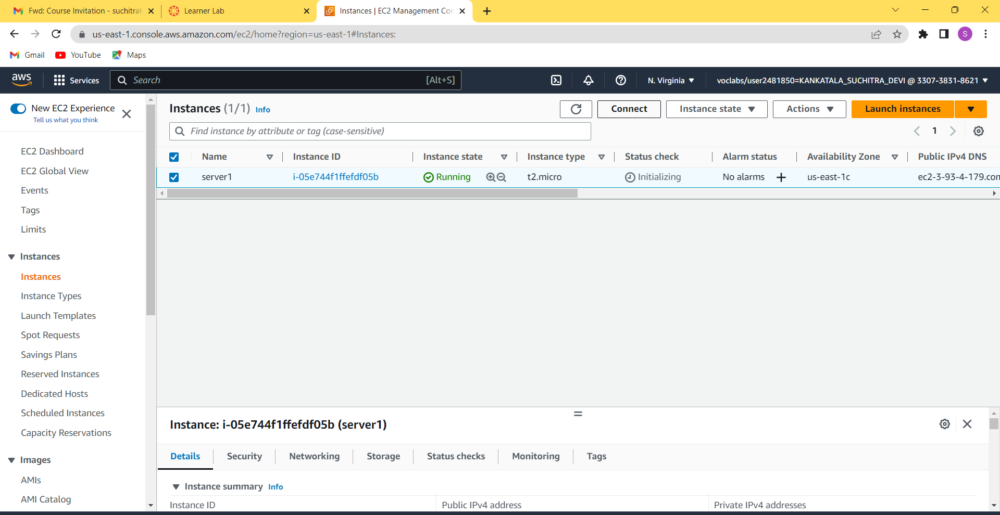 Fwd: Course Invitation - suchitrak
Learner Lab
Instances | EC2 Management Con
us-east-1.console.aws.amazon.com/ec2/home?region=us-east-1#Instances:
S
Gmail
YouTube
Maps
aws
Services
Search
[Alt+S]
N. Virginia
voclabs/user2481850=KANKATALA_SUCHITRA_DEVI @ 3307-3831-8621
New EC2 Experience
Tell us what you think
EC2 Dashboard
EC2 Global View
Events
Tags
Limits
Instances
Instances
Instance Types
Launch Templates
Spot Requests
Savings Plans
Reserved Instances
Dedicated Hosts
Scheduled Instances
Capacity Reservations
Images
AMIs
AMI Catalog
Instances (1/1) Info
Connect
Instance state
Actions
Launch instances
Find instance by attribute or tag (case-sensitive)
1
Name
Instance ID
Instance state
Instance type
Status check
Alarm status
Availability Zone
Public IPv4 DNS
server1
i-05e744f1ffefdf05b
Running
t2.micro
Initializing
No alarms
us-east-1c
ec2-3-93-4-179.com
Instance: i-05e744f1ffefdf05b (server1)
Details
Security
Networking
Storage
Status checks
Monitoring
Tags
Instance summary Info
Instance ID
Public IPv4 address
Private IPv4 addresses